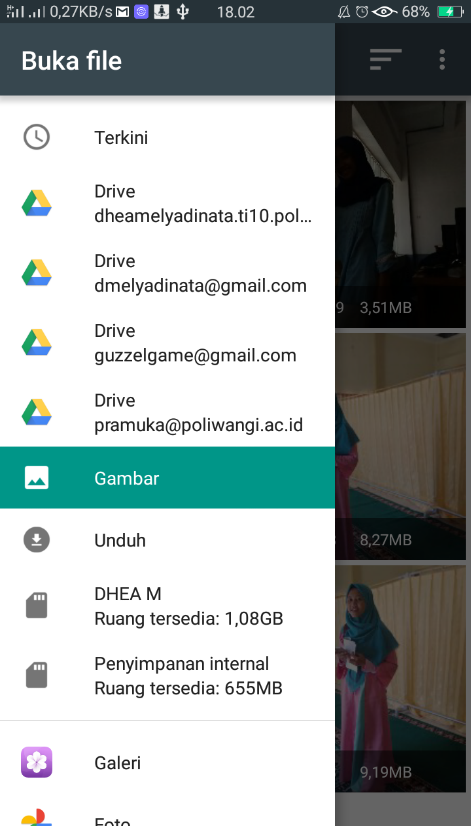 0,27KB/s 18.02 68%
Buka file
Terkini
Drive
dheamelyadinata.ti10.pol...
Drive
dmelyadinata@gmail.com
Drive
guzzelgame@gmail.com
Drive
pramuka@poliwangi.ac.id
Gambar
Unduh
DHEA M
Ruang tersedia: 1,08GB
Penyimpanan internal
Ruang tersedia: 655MB
Galeri
Foto
9 3,51MB
8,27MB
9,19MB